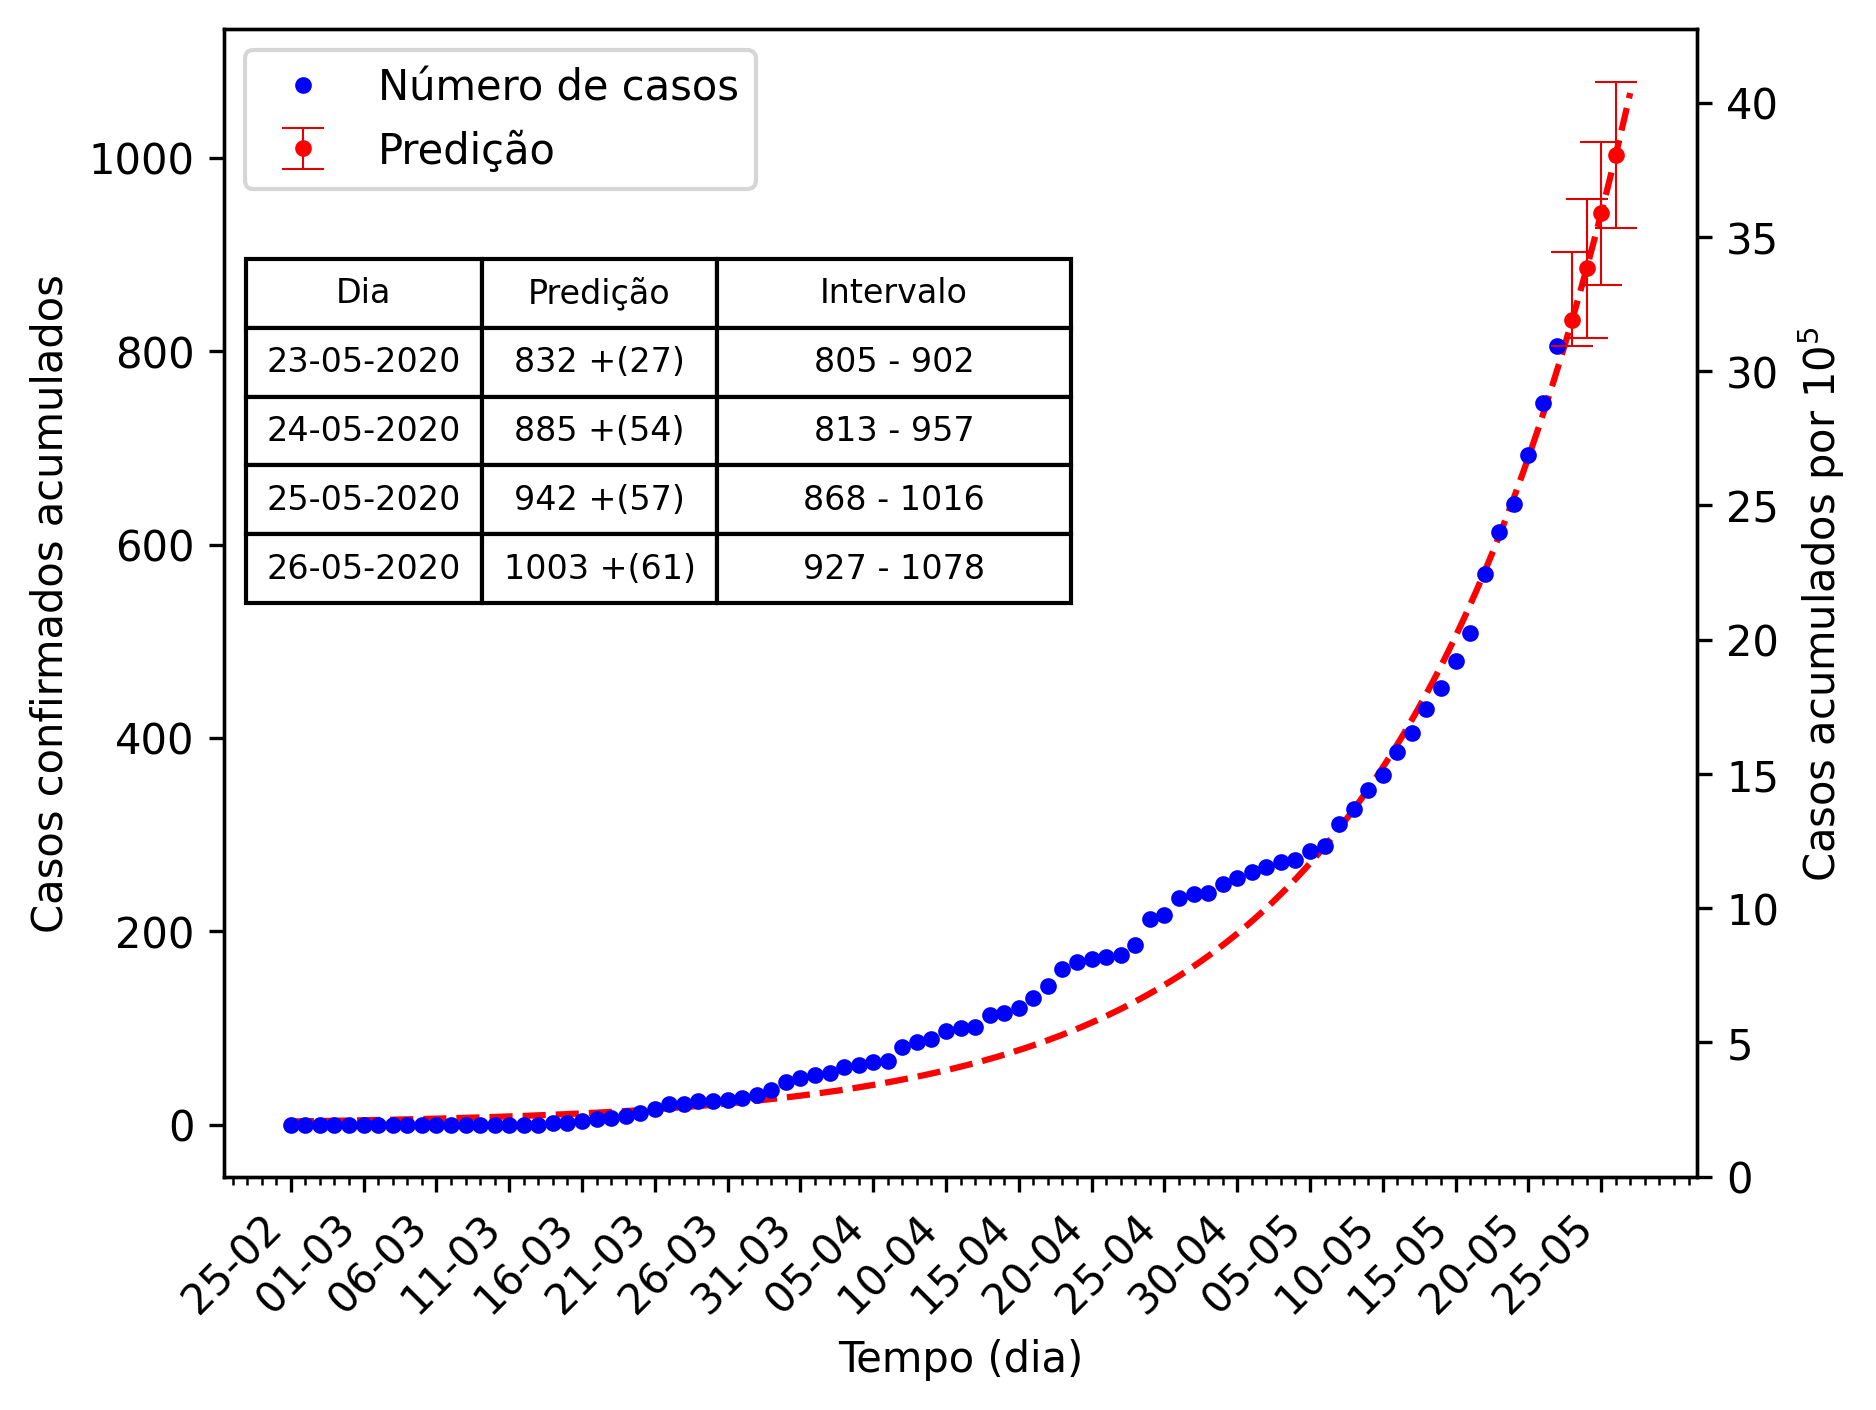 Número de casos
Predição
Dia Predição Intervalo
23-05-2020 832 +(27) 805 - 902
24-05-2020 885 +(54) 813 - 957
25-05-2020 942 +(57) 868 - 1016
26-05-2020 1003 +(61) 927 - 1078
Casos confirmados acumulados
1000
800
600
400
200
0
40
35
30
25
20
15
10
5
0
Casos acumulados por 10⁵
25-02 01-03 06-03 11-03 16-03 21-03 26-03 31-03 05-04 10-04 15-04 20-04 25-04 30-04 05-05 10-05 15-05 20-05 25-05
Tempo (dia)